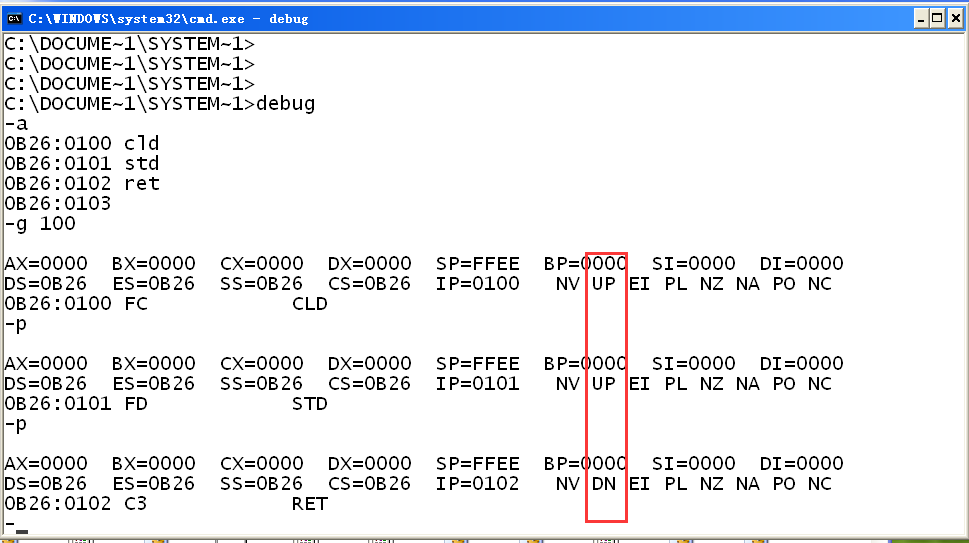 C:\WINDOWS\system32\cmd.exe - debug
C:\DOCUME~1\SYSTEM~1>
C:\DOCUME~1\SYSTEM~1>
C:\DOCUME~1\SYSTEM~1>
C:\DOCUME~1\SYSTEM~1>debug
-a
0B26:0100 cld
0B26:0101 std
0B26:0102 ret
0B26:0103
-g 100
AX=0000  BX=0000  CX=0000  DX=0000  SP=FFEE  BP=0000  SI=0000  DI=0000
DS=0B26  ES=0B26  SS=0B26  CS=0B26  IP=0100   NV UP EI PL NZ NA PO NC
0B26:0100 FC            CLD
-p
AX=0000  BX=0000  CX=0000  DX=0000  SP=FFEE  BP=0000  SI=0000  DI=0000
DS=0B26  ES=0B26  SS=0B26  CS=0B26  IP=0101   NV UP EI PL NZ NA PO NC
0B26:0101 FD            STD
-p
AX=0000  BX=0000  CX=0000  DX=0000  SP=FFEE  BP=0000  SI=0000  DI=0000
DS=0B26  ES=0B26  SS=0B26  CS=0B26  IP=0102   NV DN EI PL NZ NA PO NC
0B26:0102 C3            RET
-